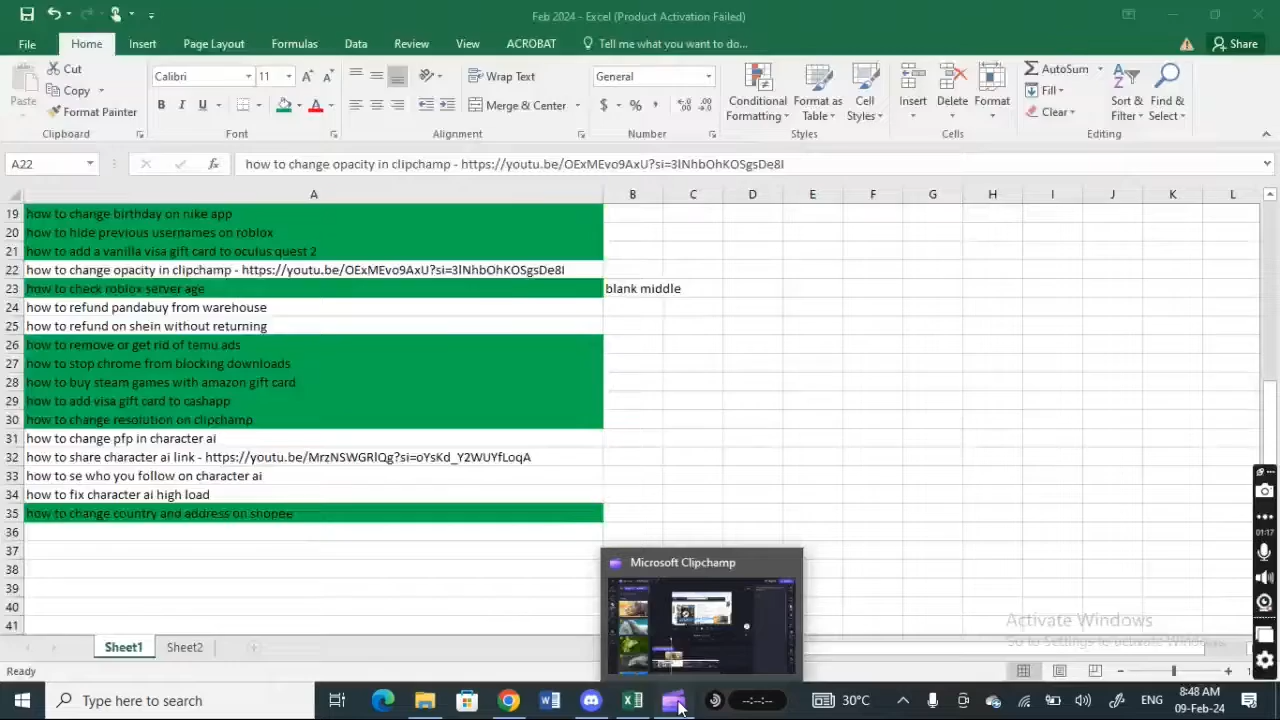 Feb 2024 - Excel (Product Activation Failed)
File Home Insert Page Layout Formulas Data Review View ACROBAT Tell me what you want to do... Share
Paste
Cut
Copy
Format Painter
Calibri 11
B I U
Wrap Text
Merge & Center
General
$ % ,
Conditional Formatting
Format as Table
Cell Styles
Insert
Delete
Format
AutoSum
Fill
Clear
Sort & Filter
Find & Select
Clipboard Font Alignment Number Styles Cells Editing
A22 fx how to change opacity in clipchamp - https://youtu.be/OExMEvo9AxU?si=3lNhbOhKOSgsDe8I
A B C D E F G H I J K L
19 how to change birthday on nike app
20 how to hide previous usernames on roblox
21 how to add a vanilla visa gift card to oculus quest 2
22 how to change opacity in clipchamp - https://youtu.be/OExMEvo9AxU?si=3lNhbOhKOSgsDe8I
23 how to check roblox server age blank middle
24 how to refund pandabuy from warehouse
25 how to refund on shein without returning
26 how to remove or get rid of temu ads
27 how to stop chrome from blocking downloads
28 how to buy steam games with amazon gift card
29 how to add visa gift card to cashapp
30 how to change resolution on clipchamp
31 how to change pfp in character ai
32 how to share character ai link - https://youtu.be/MrzNSWGRlQg?si=oYsKd_Y2WUYfLoqA
33 how to se who you follow on character ai
34 how to fix character ai high load
35 how to change country and address on shopee
36
37
38
39
40
41
01:17
Microsoft Clipchamp
Activate Windows
Go to Settings to activate Windows.
Sheet1 Sheet2
Ready
Type here to search
--:--:--
30°C
ENG
8:48 AM
09-Feb-24